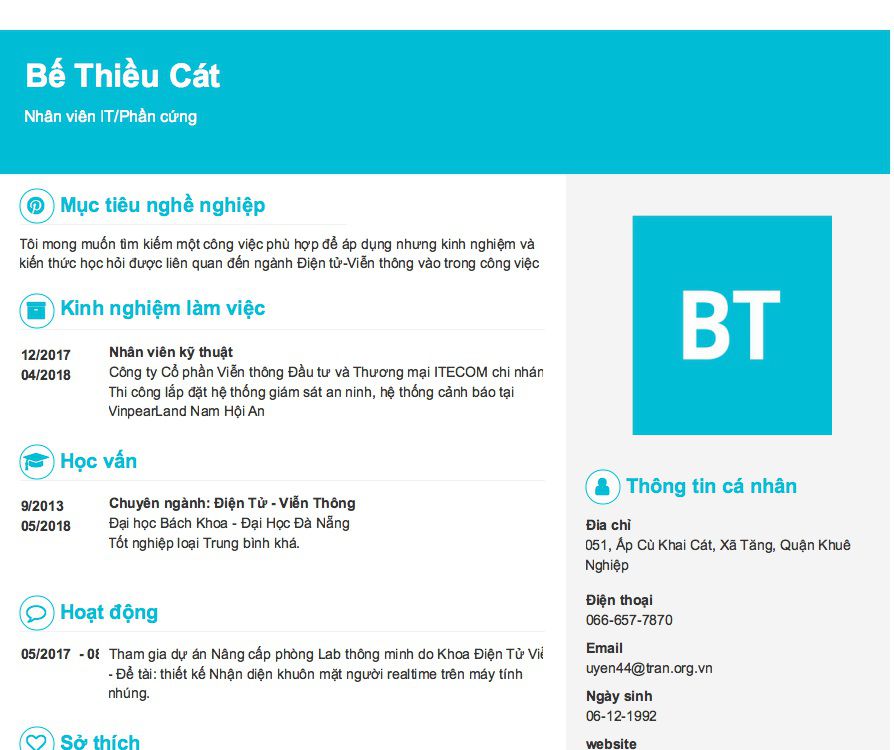 Bế Thiều Cát
Nhân viên IT/Phần cứng
Mục tiêu nghề nghiệp
Tôi mong muốn tìm kiếm một công việc phù hợp để áp dụng nhưng kinh nghiệm và
kiến thức học hỏi được liên quan đến ngành Điện tử-Viễn thông vào trong công việc
Kinh nghiệm làm việc
12/2017
04/2018
Nhân viên kỹ thuật
Công ty Cổ phần Viễn thông Đầu tư và Thương mại ITECOM chi nhán
Thi công lắp đặt hệ thống giám sát an ninh, hệ thống cảnh báo tại
VinpearLand Nam Hội An
Học vấn
9/2013
05/2018
Chuyên ngành: Điện Tử - Viễn Thông
Đại học Bách Khoa - Đại Học Đà Nẵng
Tốt nghiệp loại Trung bình khá.
Hoạt động
05/2017 - 08
Tham gia dự án Nâng cấp phòng Lab thông minh do Khoa Điện Tử Viễ
- Đề tài: thiết kế Nhận diện khuôn mặt người realtime trên máy tính
nhúng.
Sở thích
BT
Thông tin cá nhân
Địa chỉ
051, Ấp Cù Khai Cát, Xã Tăng, Quận Khuê
Nghiệp
Điện thoại
066-657-7870
Email
uyen44@tran.org.vn
Ngày sinh
06-12-1992
website